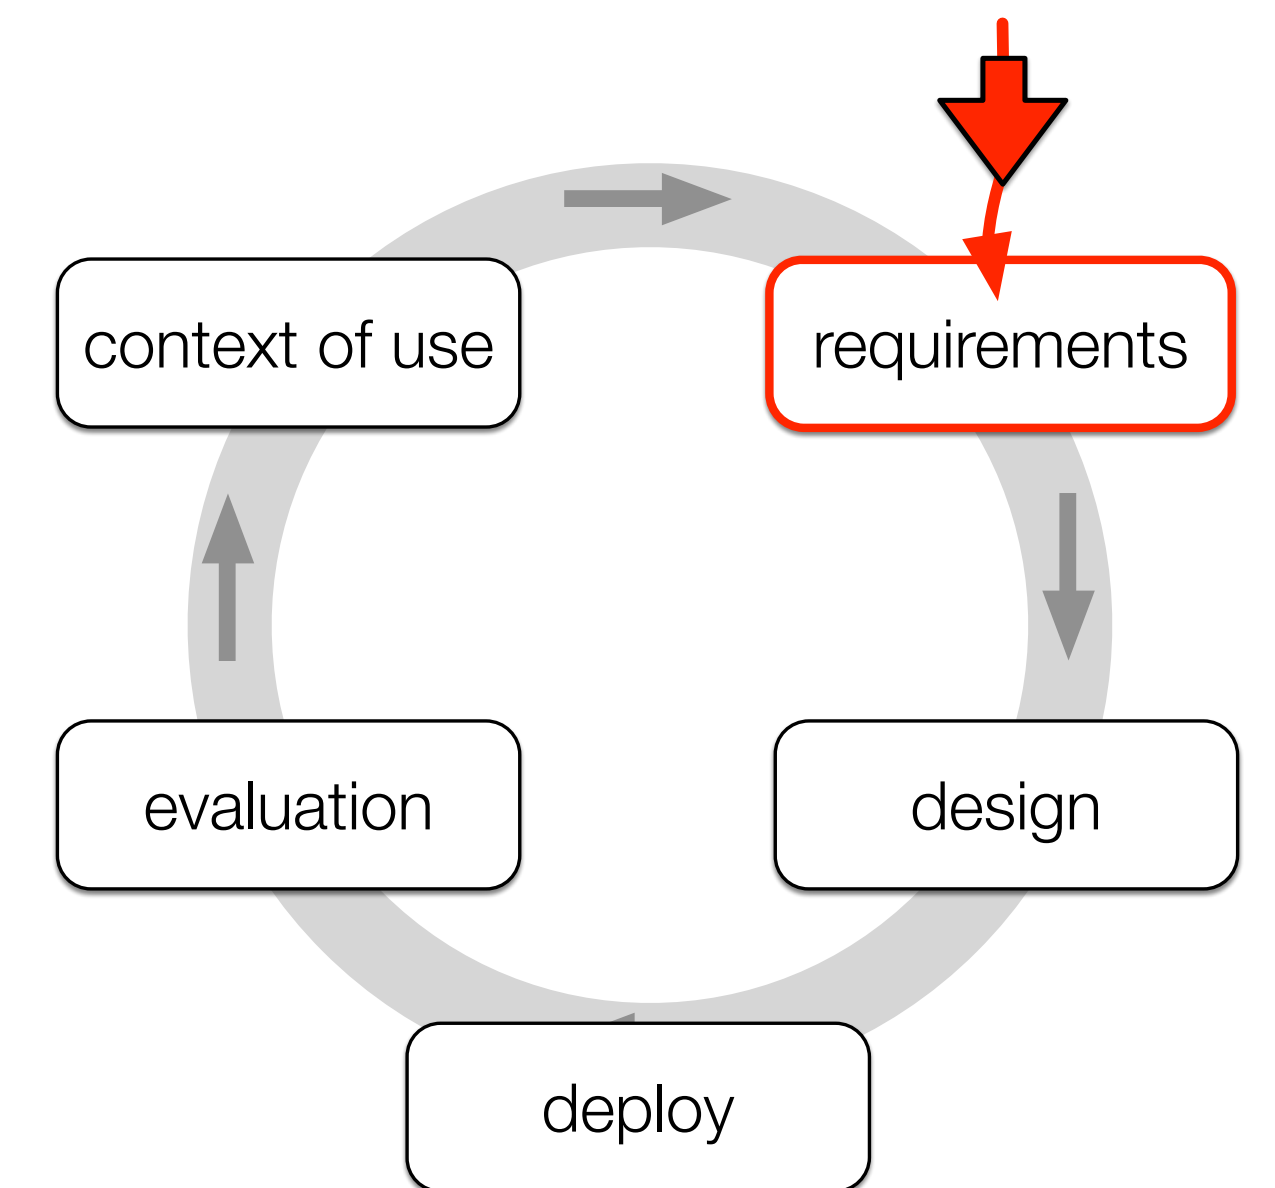 context of use
requirements
evaluation
design
deploy